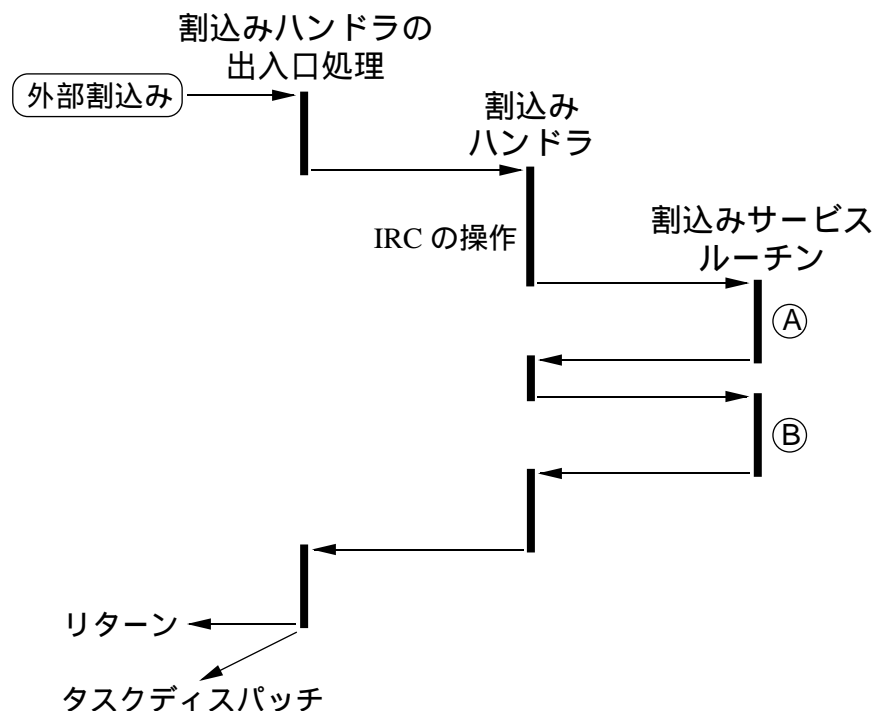 割込みハンドラの
出入口処理
外部割込み
割込み
ハンドラ
IRC の操作
割込みサービス
ルーチン
A
B
リターン
タスクディスパッチ